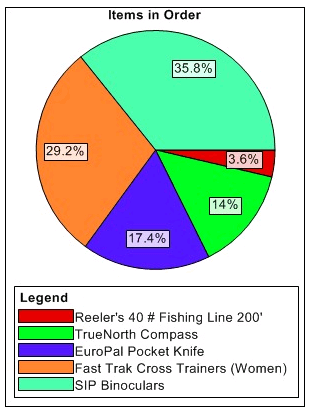 Items in Order
35.8%
29.2%
3.6%
14%
17.4%
Legend
Reeler's 40 # Fishing Line 200'
TrueNorth Compass
EuroPal Pocket Knife
Fast Trak Cross Trainers (Women)
SIP Binoculars